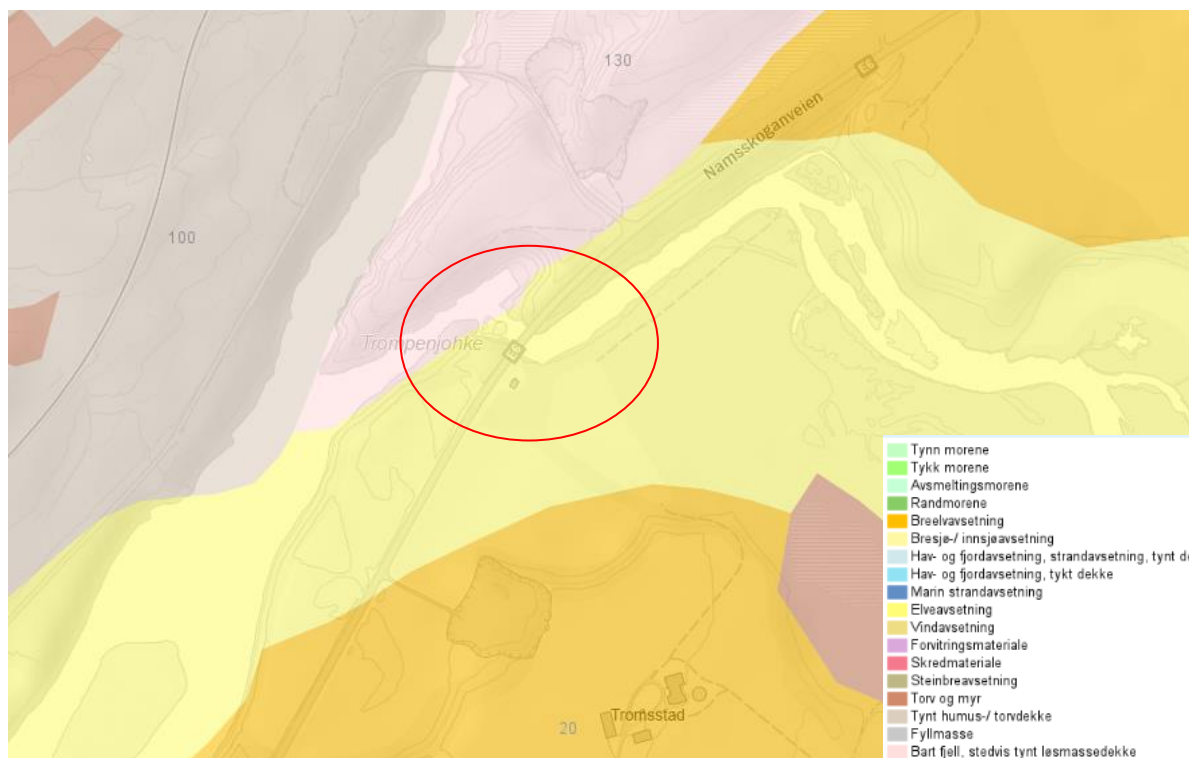 130
E6
Namsskoganveien
100
Trompenjohke
E6
Tynn morene
Tykk morene
Avsmeltingsmorene
Randmorene
Breelvavsetning
Bresjø-/ innsjøavsetning
Hav- og fjordavsetning, strandavsetning, tynt de
Hav- og fjordavsetning, tykt dekke
Marin strandavsetning
Elveavsetning
Vindavsetning
Forvitringsmateriale
Skredmateriale
Steinbreavsetning
Torv og myr
Tynt humus-/ torvdekke
Fyllmasse
Bart fjell, stedvis tynt løsmassedekke
Tromsstad
20